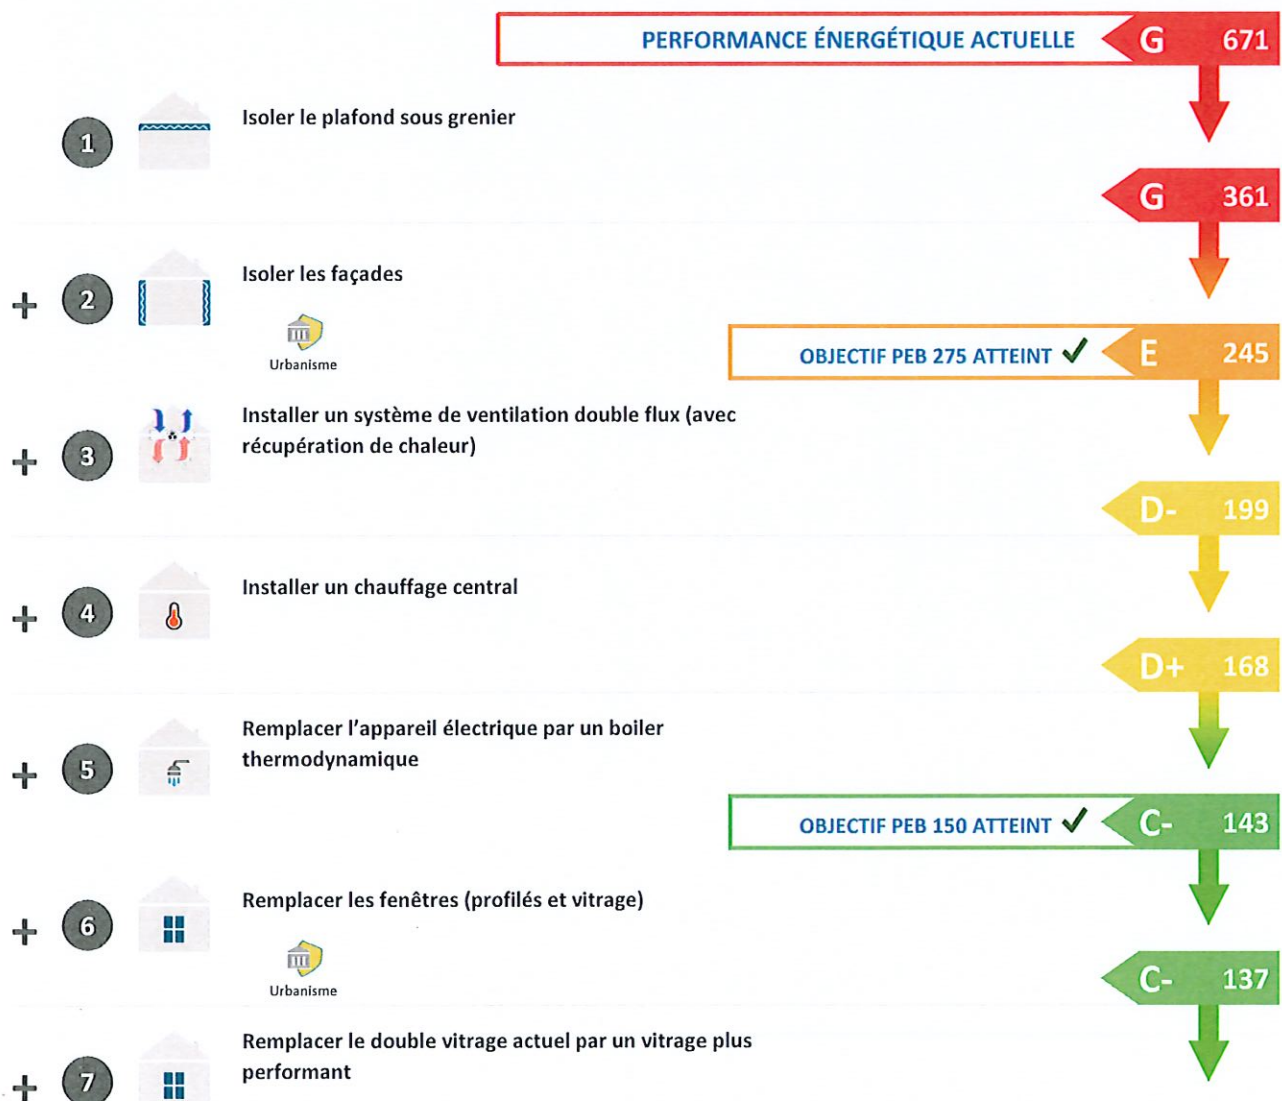 PERFORMANCE ÉNERGÉTIQUE ACTUELLE G 671
1 Isoler le plafond sous grenier
G 361
+ 2 Isoler les façades
Urbanisme
OBJECTIF PEB 275 ATTEINT ✓ E 245
+ 3 Installer un système de ventilation double flux (avec
récupération de chaleur)
D- 199
+ 4 Installer un chauffage central
D+ 168
+ 5 Remplacer l'appareil électrique par un boiler
thermodynamique
OBJECTIF PEB 150 ATTEINT ✓ C- 143
+ 6 Remplacer les fenêtres (profilés et vitrage)
Urbanisme
C- 137
+ 7 Remplacer le double vitrage actuel par un vitrage plus
performant